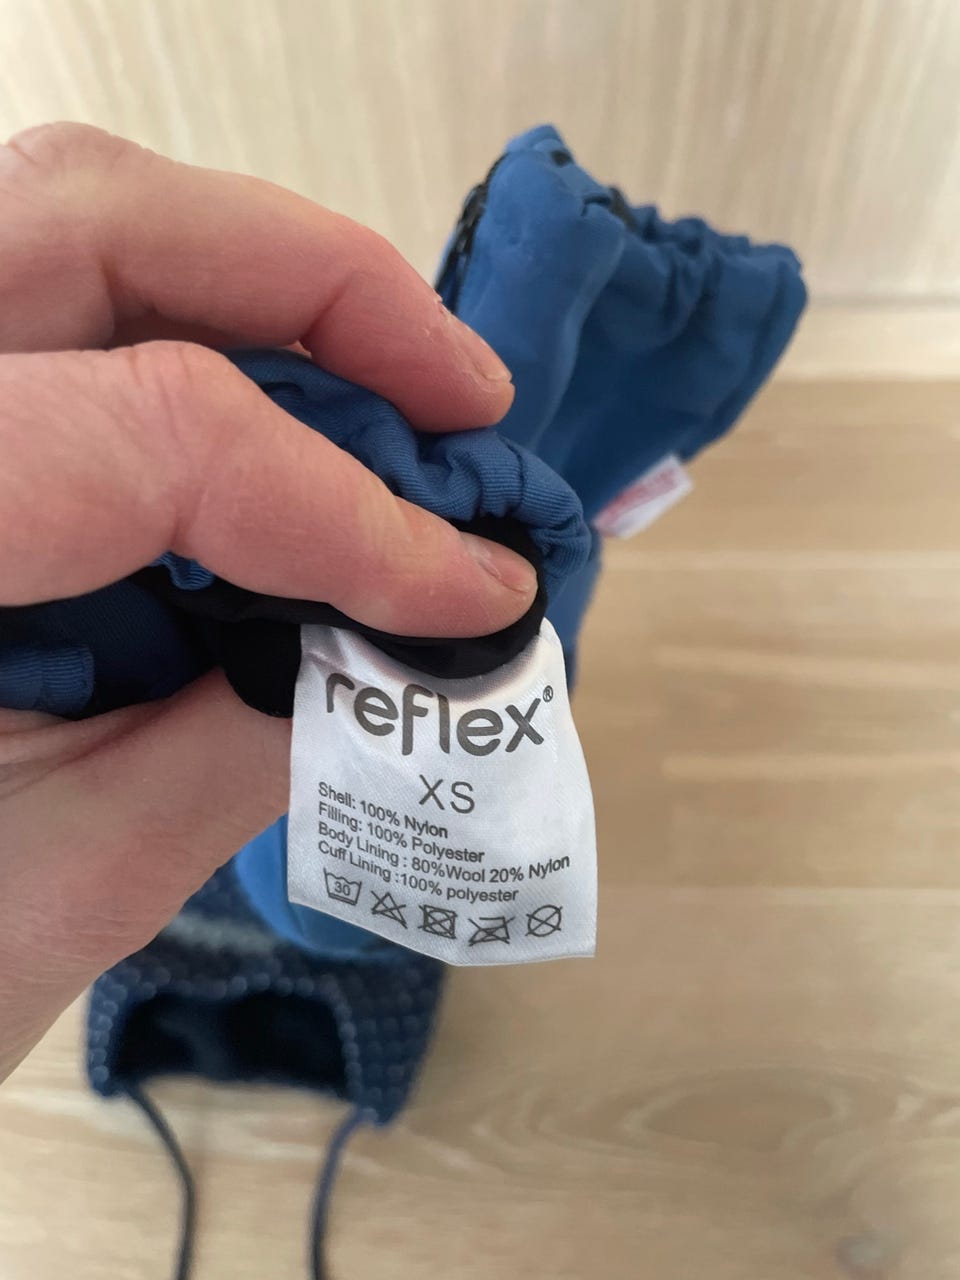 reflex®
XS
Shell: 100% Nylon
Filling: 100% Polyester
Body Lining : 80%Wool 20% Nylon
Cuff Lining :100% polyester
30